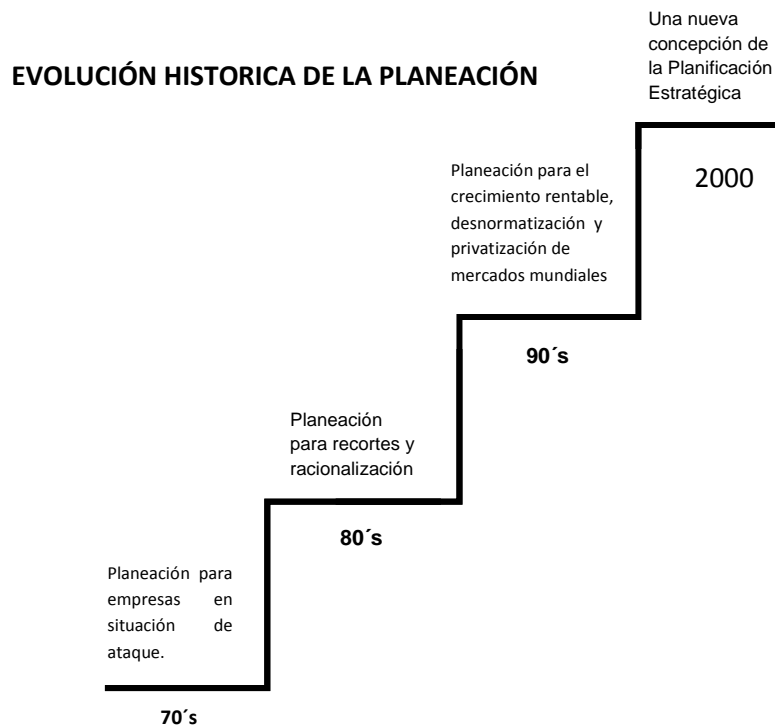 EVOLUCIÓN HISTORICA DE LA PLANEACIÓN
Una nueva
concepción de
la Planificación
Estratégica
2000
Planeación para el
crecimiento rentable,
desnormatización y
privatización de
mercados mundiales
90´s
Planeación
para recortes y
racionalización
80´s
Planeación para
empresas en
situación de
ataque.
70´s